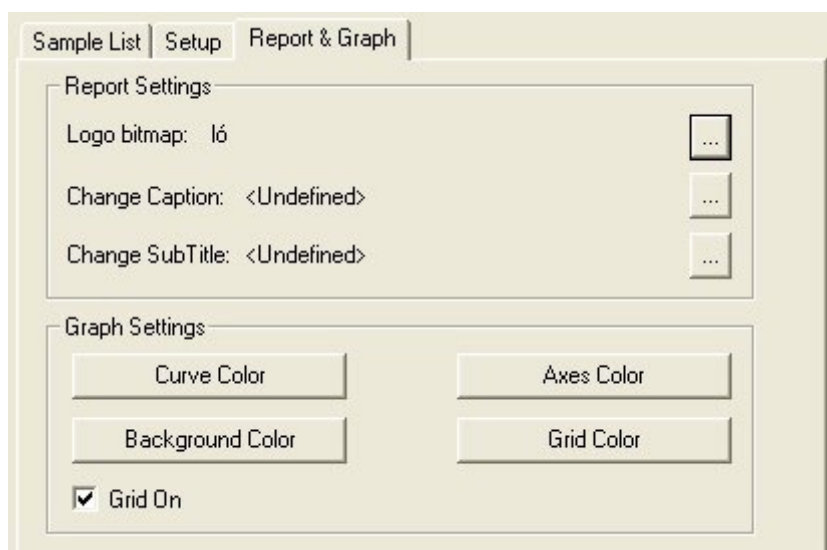 Sample List Setup Report & Graph
Report Settings
Logo bitmap: ló ...
Change Caption: <Undefined> ...
Change SubTitle: <Undefined> ...
Graph Settings
Curve Color Axes Color
Background Color Grid Color
Grid On